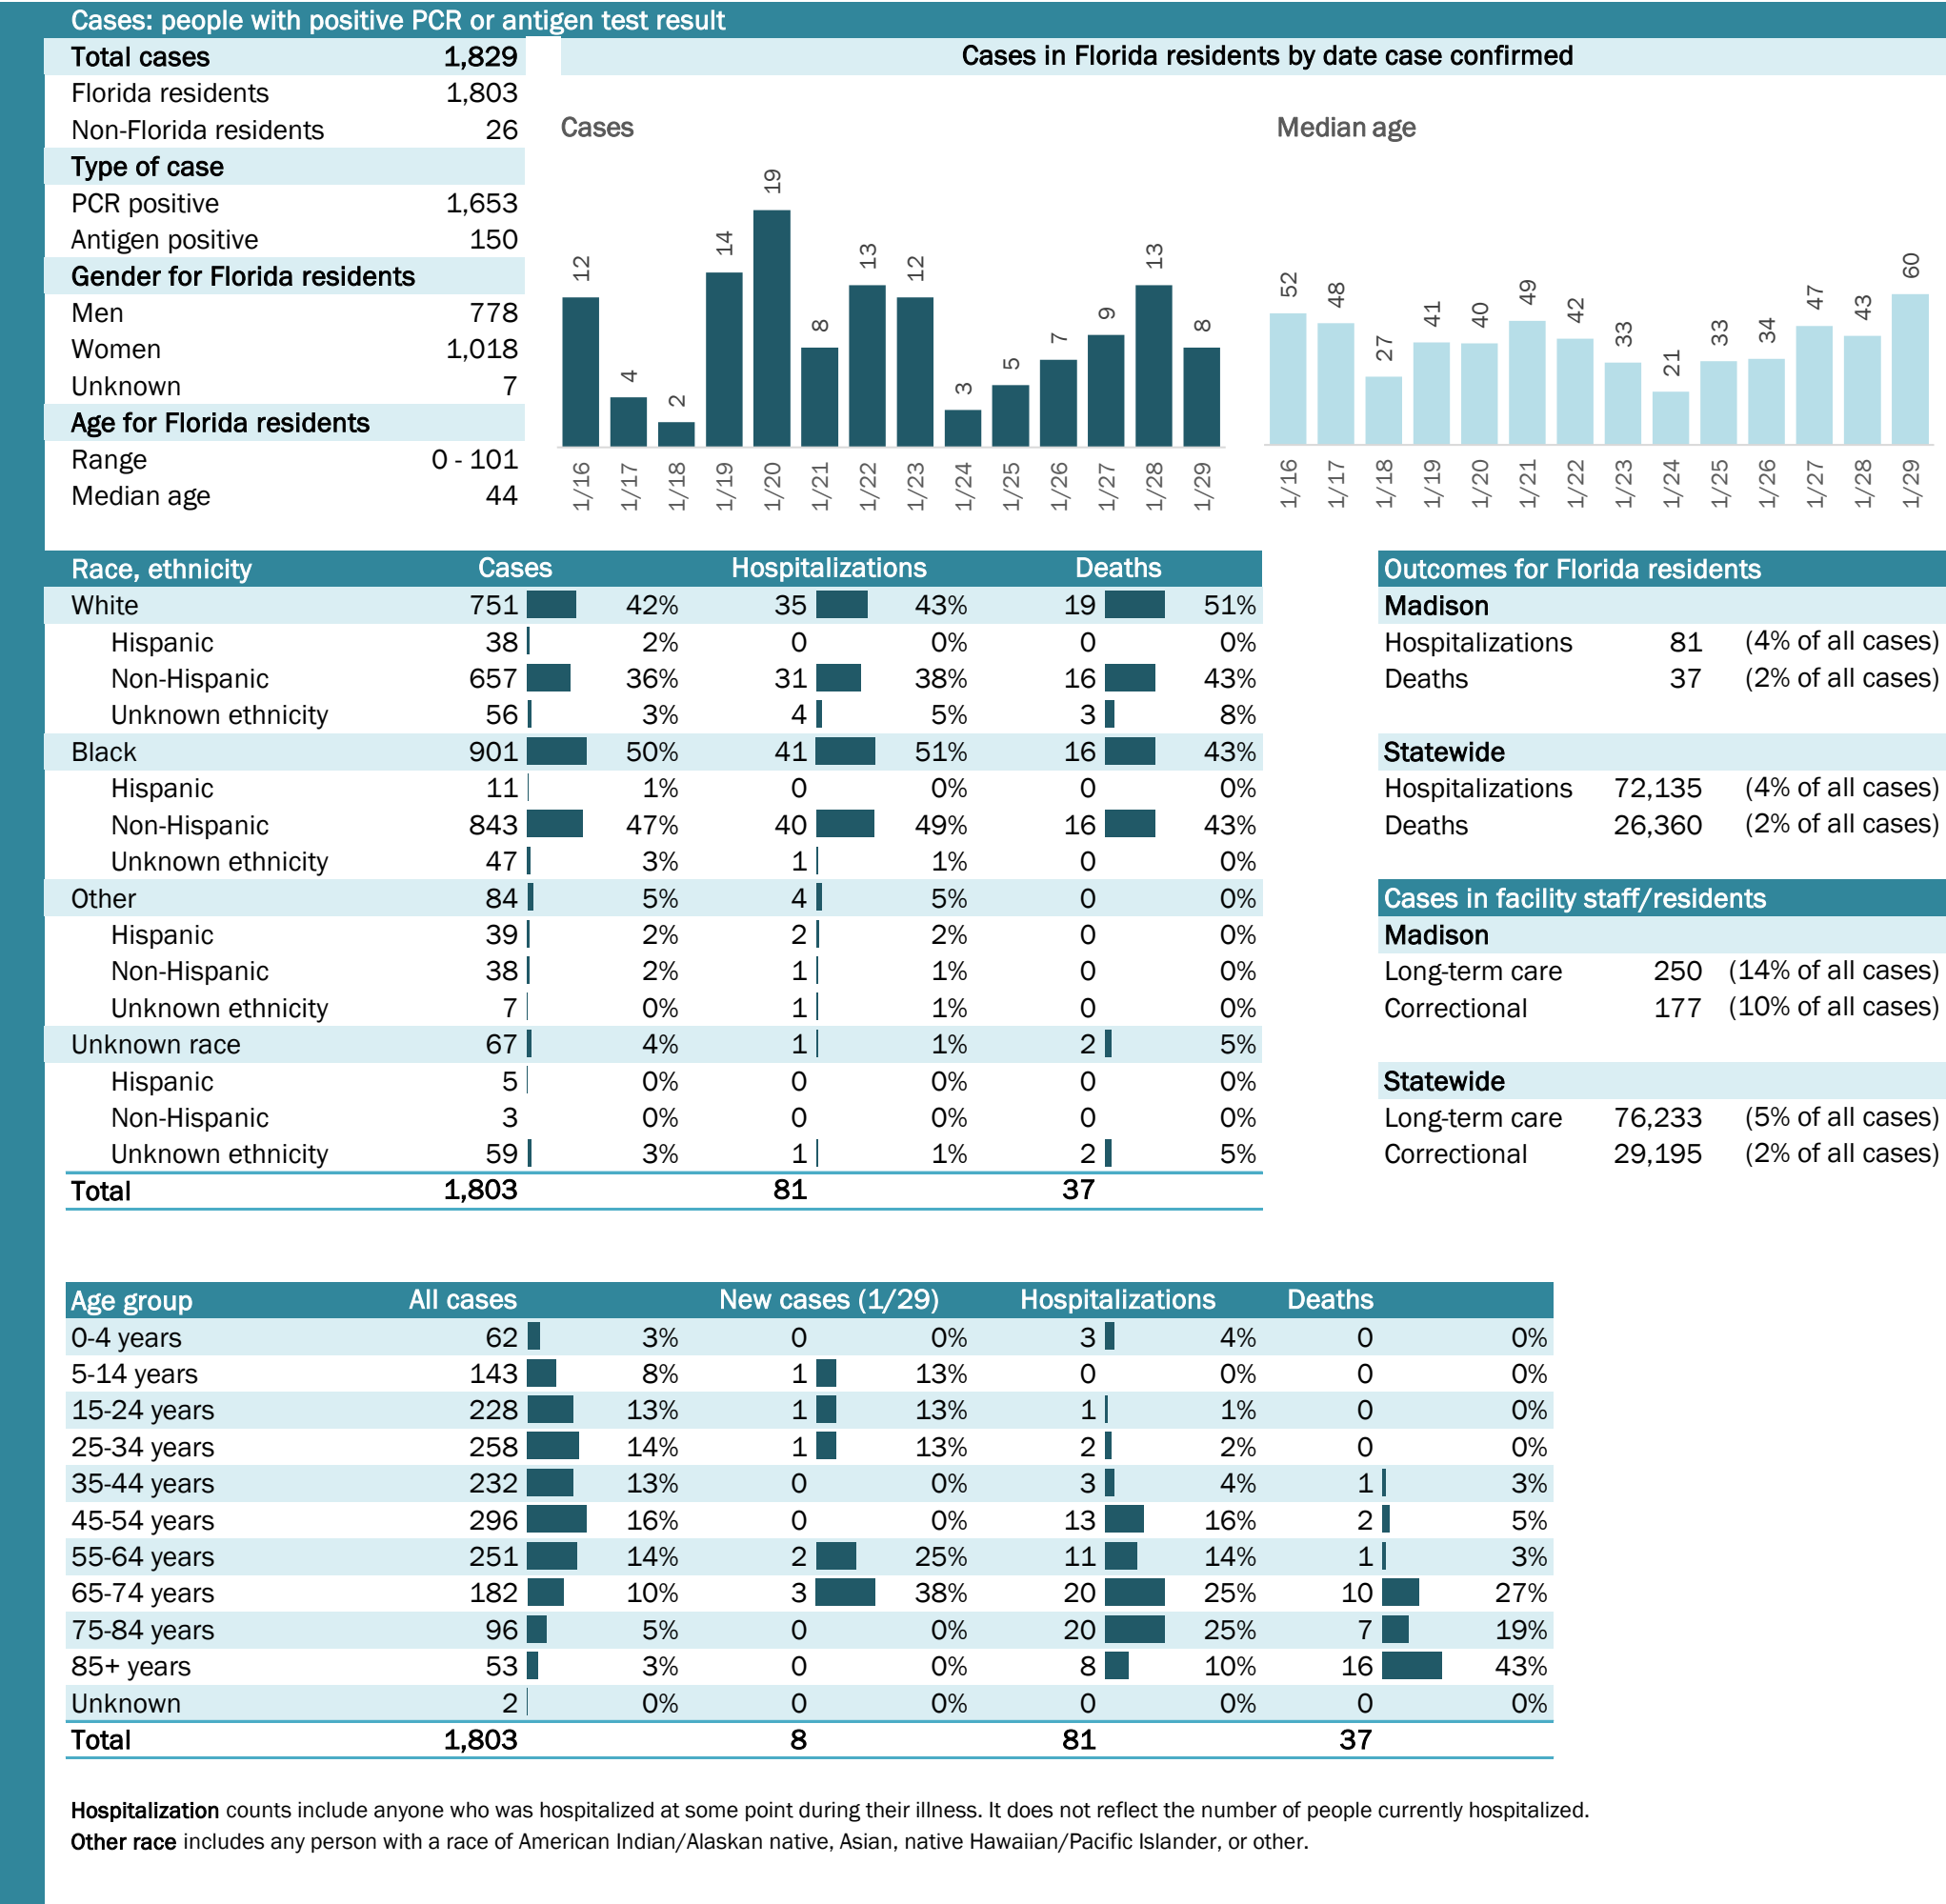 Cases: people with positive PCR or antigen test result
Total cases 1,829
Florida residents 1,803
Non-Florida residents 26
Type of case
PCR positive 1,653
Antigen positive 150
Gender for Florida residents
Men 778
Women 1,018
Unknown 7
Age for Florida residents
Range 0 - 101
Median age 44
Cases in Florida residents by date case confirmed
Cases
12 4 2 14 19 8 13 12 3 5 7 9 13 8
1/16 1/17 1/18 1/19 1/20 1/21 1/22 1/23 1/24 1/25 1/26 1/27 1/28 1/29
Median age
52 48 27 41 40 49 42 33 21 33 34 47 43 60
1/16 1/17 1/18 1/19 1/20 1/21 1/22 1/23 1/24 1/25 1/26 1/27 1/28 1/29
Race, ethnicity Cases Hospitalizations Deaths
White 751 42% 35 43% 19 51%
Hispanic 38 2% 0 0% 0 0%
Non-Hispanic 657 36% 31 38% 16 43%
Unknown ethnicity 56 3% 4 5% 3 8%
Black 901 50% 41 51% 16 43%
Hispanic 11 1% 0 0% 0 0%
Non-Hispanic 843 47% 40 49% 16 43%
Unknown ethnicity 47 3% 1 1% 0 0%
Other 84 5% 4 5% 0 0%
Hispanic 39 2% 2 2% 0 0%
Non-Hispanic 38 2% 1 1% 0 0%
Unknown ethnicity 7 0% 1 1% 0 0%
Unknown race 67 4% 1 1% 2 5%
Hispanic 5 0% 0 0% 0 0%
Non-Hispanic 3 0% 0 0% 0 0%
Unknown ethnicity 59 3% 1 1% 2 5%
Total 1,803 81 37
Outcomes for Florida residents
Madison
Hospitalizations 81 (4% of all cases)
Deaths 37 (2% of all cases)
Statewide
Hospitalizations 72,135 (4% of all cases)
Deaths 26,360 (2% of all cases)
Cases in facility staff/residents
Madison
Long-term care 250 (14% of all cases)
Correctional 177 (10% of all cases)
Statewide
Long-term care 76,233 (5% of all cases)
Correctional 29,195 (2% of all cases)
Age group All cases New cases (1/29) Hospitalizations Deaths
0-4 years 62 3% 0 0% 3 4% 0 0%
5-14 years 143 8% 1 13% 0 0% 0 0%
15-24 years 228 13% 1 13% 1 1% 0 0%
25-34 years 258 14% 1 13% 2 2% 0 0%
35-44 years 232 13% 0 0% 3 4% 1 3%
45-54 years 296 16% 0 0% 13 16% 2 5%
55-64 years 251 14% 2 25% 11 14% 1 3%
65-74 years 182 10% 3 38% 20 25% 10 27%
75-84 years 96 5% 0 0% 20 25% 7 19%
85+ years 53 3% 0 0% 8 10% 16 43%
Unknown 2 0% 0 0% 0 0% 0 0%
Total 1,803 8 81 37
Hospitalization counts include anyone who was hospitalized at some point during their illness. It does not reflect the number of people currently hospitalized.
Other race includes any person with a race of American Indian/Alaskan native, Asian, native Hawaiian/Pacific Islander, or other.